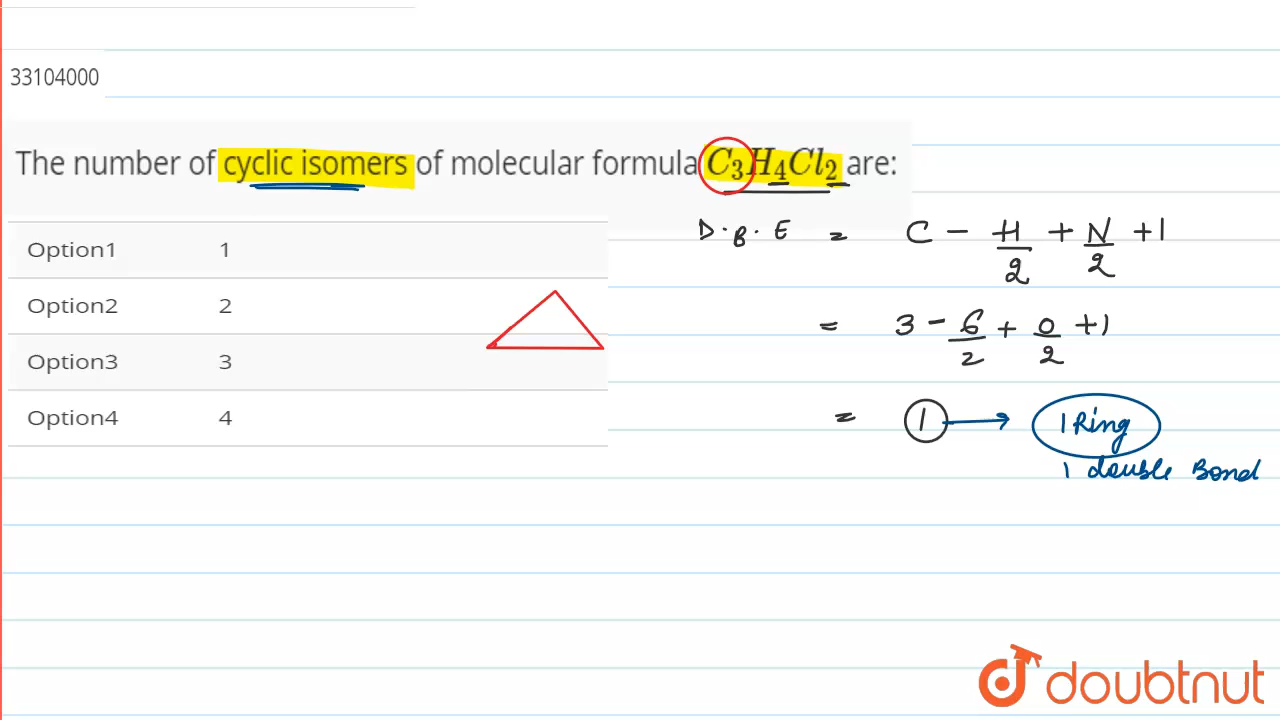 33104000
The number of cyclic isomers of molecular formula C₃H₄Cl₂ are:
Option1 1
Option2 2
Option3 3
Option4 4
D.B.E = C - H/2 + N/2 + 1
= 3 - 6/2 + 0/2 + 1
= 1 → 1 Ring
1 double Bond
doubtnut